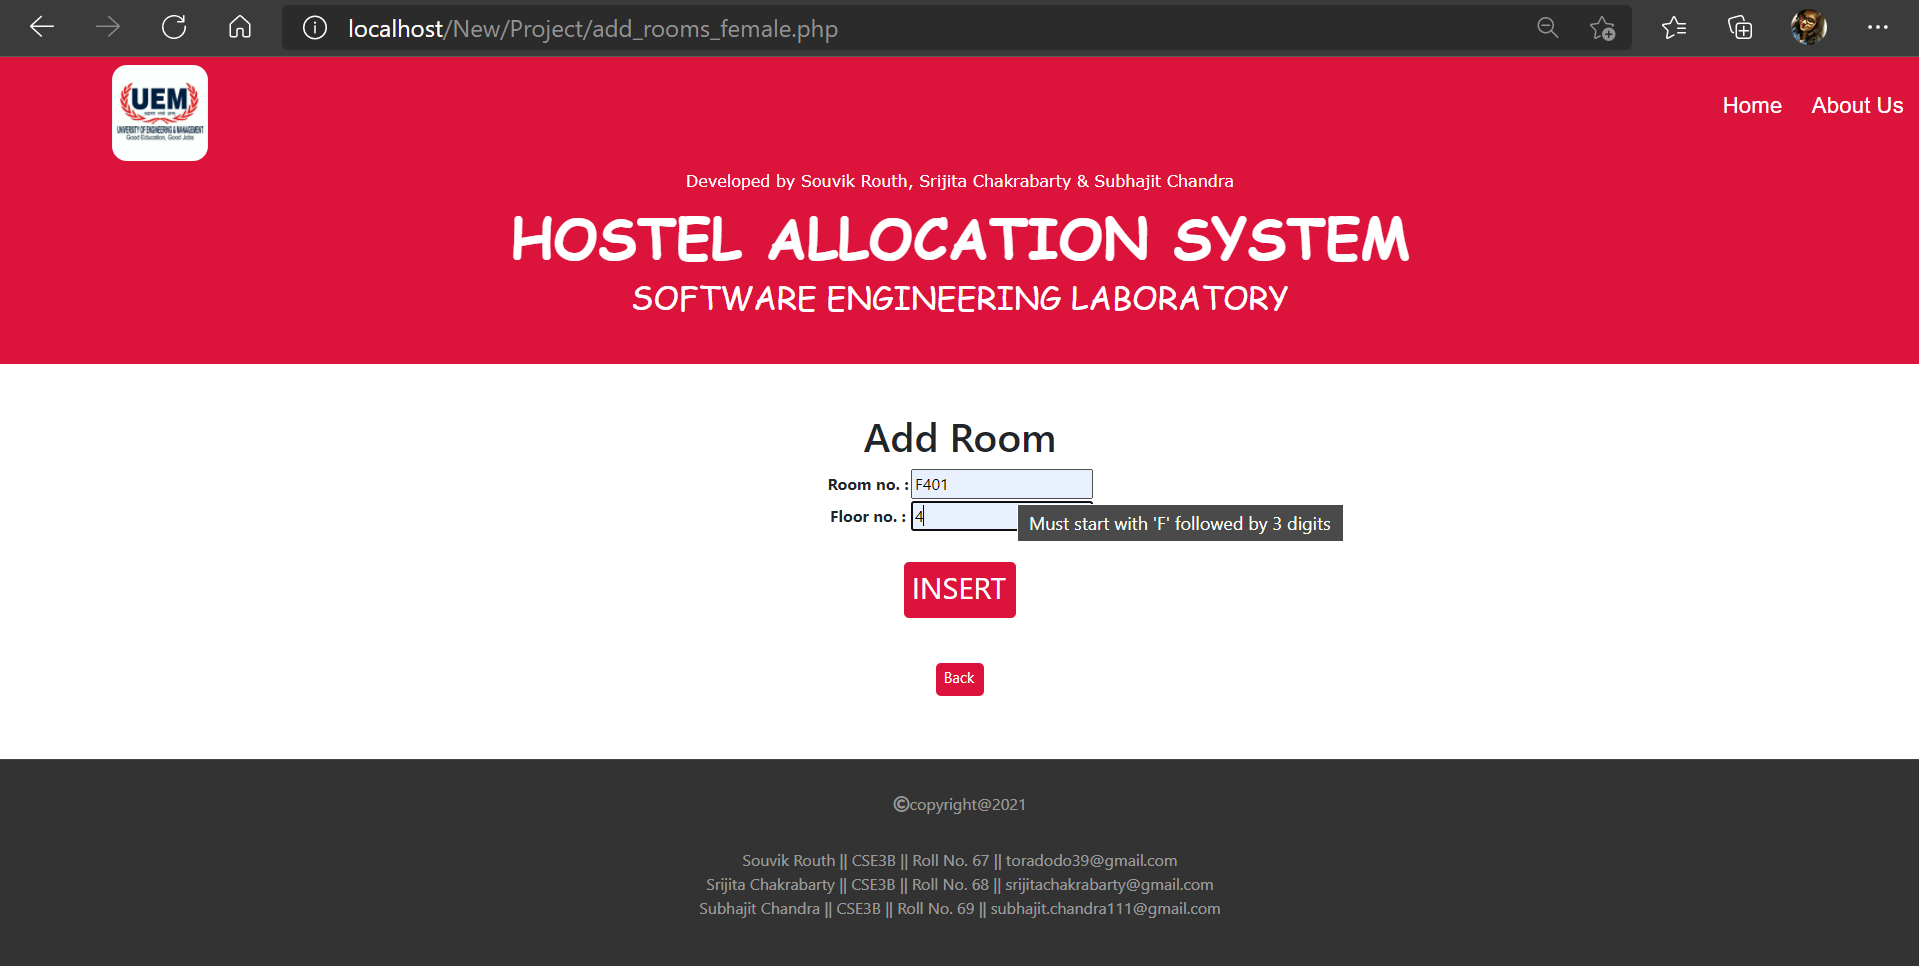 localhost/New/Project/add_rooms_female.php
UEM
UNIVERSITY OF ENGINEERING & MANAGEMENT
Good Education, Good Jobs
Home About Us
Developed by Souvik Routh, Srijita Chakrabarty & Subhajit Chandra
HOSTEL ALLOCATION SYSTEM
SOFTWARE ENGINEERING LABORATORY
Add Room
Room no. : F401
Floor no. : 4
Must start with 'F' followed by 3 digits
INSERT
Back
©copyright@2021
Souvik Routh || CSE3B || Roll No. 67 || toradodo39@gmail.com
Srijita Chakrabarty || CSE3B || Roll No. 68 || srijitachakrabarty@gmail.com
Subhajit Chandra || CSE3B || Roll No. 69 || subhajit.chandra111@gmail.com